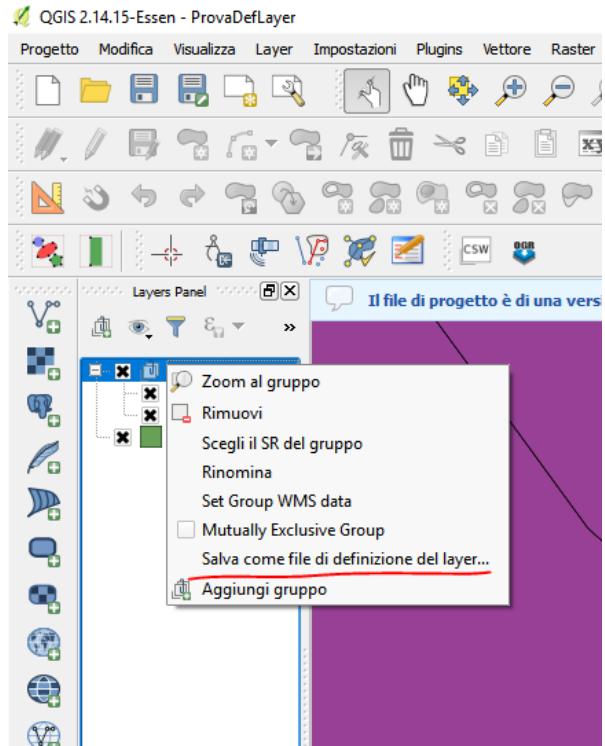 QGIS 2.14.15-Essen - ProvaDefLayer
Progetto Modifica Visualizza Layer Impostazioni Plugins Vettore Raster
CSW OGR
Layers Panel
Il file di progetto è di una
Zoom al gruppo
Rimuovi
Scegli il SR del gruppo
Rinomina
Set Group WMS data
Mutually Exclusive Group
Salva come file di definizione del layer...
Aggiungi gruppo